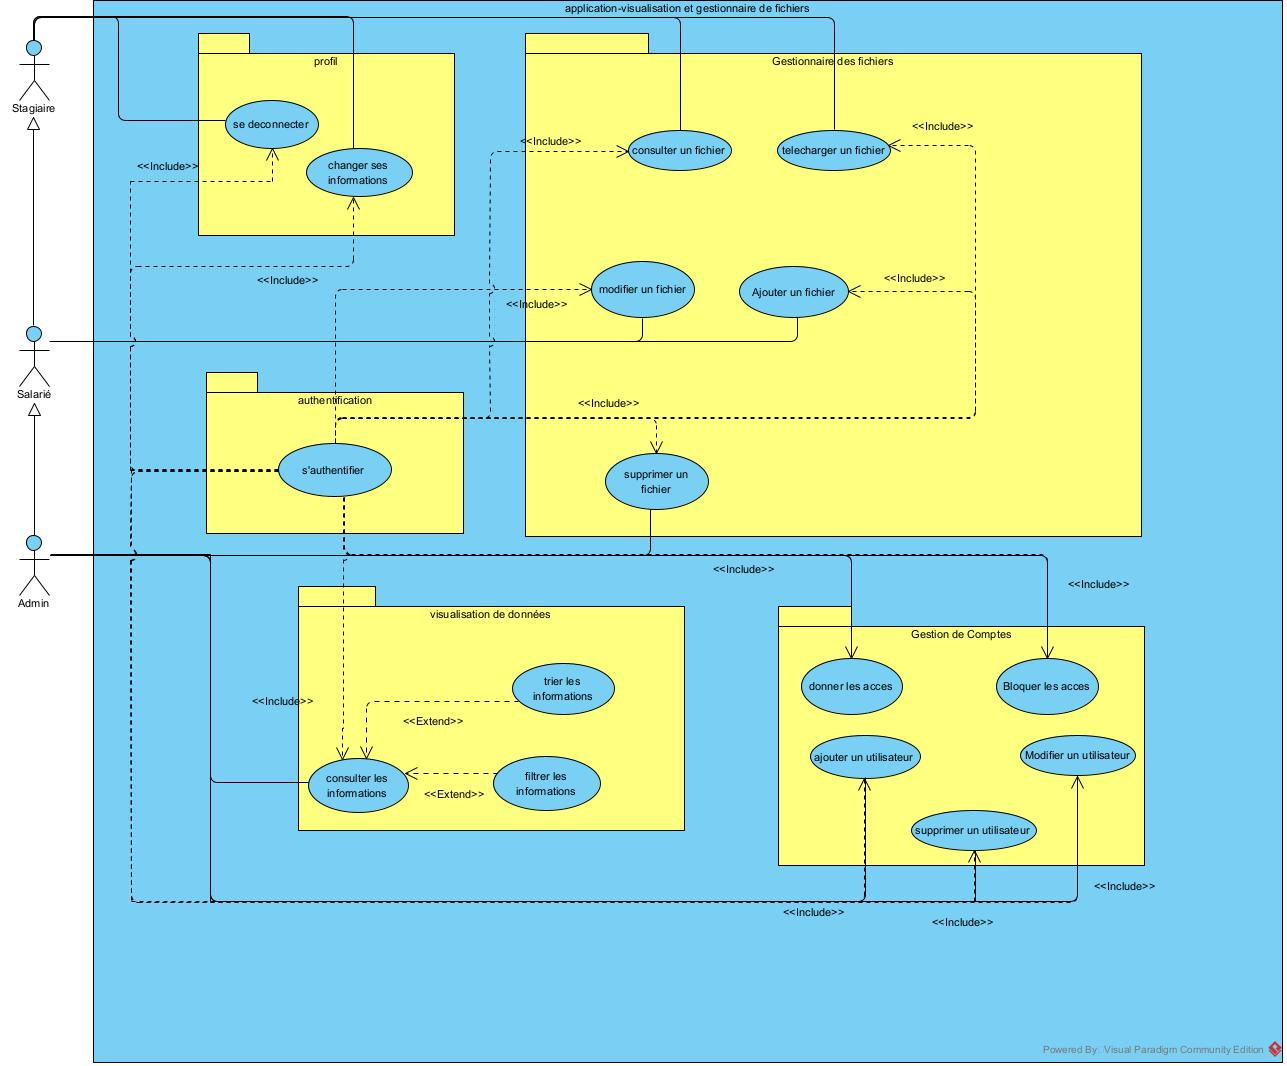 application-visualisation et gestionnaire de fichiers
Stagiaire
Salarié
Admin
profil
se deconnecter
changer ses
informations
<<Include>>
<<Include>>
Gestionnaire des fichiers
<<Include>>
consulter un fichier
telecharger un fichier
<<Include>>
modifier un fichier
Ajouter un fichier
<<Include>>
<<Include>>
<<Include>>
supprimer un
fichier
authentification
s'authentifier
visualisation de données
trier les
informations
<<Include>>
<<Extend>>
consulter les
informations
filtrer les
informations
<<Extend>>
<<Include>>
<<Include>>
Gestion de Comptes
donner les acces
Bloquer les acces
ajouter un utilisateur
Modifier un utilisateur
supprimer un utilisateur
<<Include>>
<<Include>>
<<Include>>
Powered By: Visual Paradigm Community Edition